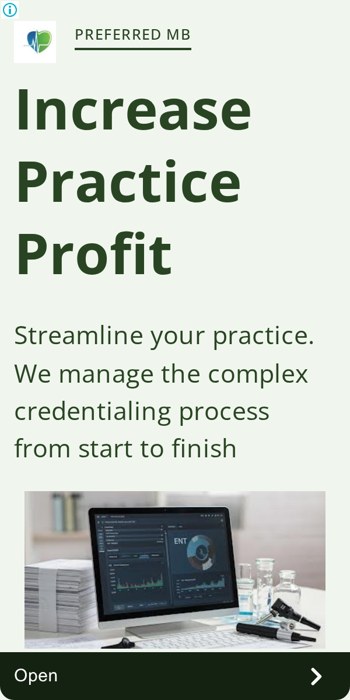 PREFERRED MB
Increase
Practice
Profit
Streamline your practice.
We manage the complex
credentialing process
from start to finish
ENT
Open